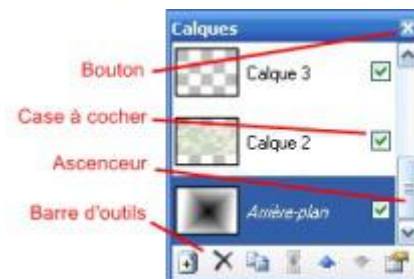 Calques
Bouton
Calque 3
Case à cocher
Calque 2
Ascenceur
Barre d'outils
Arrière-plan